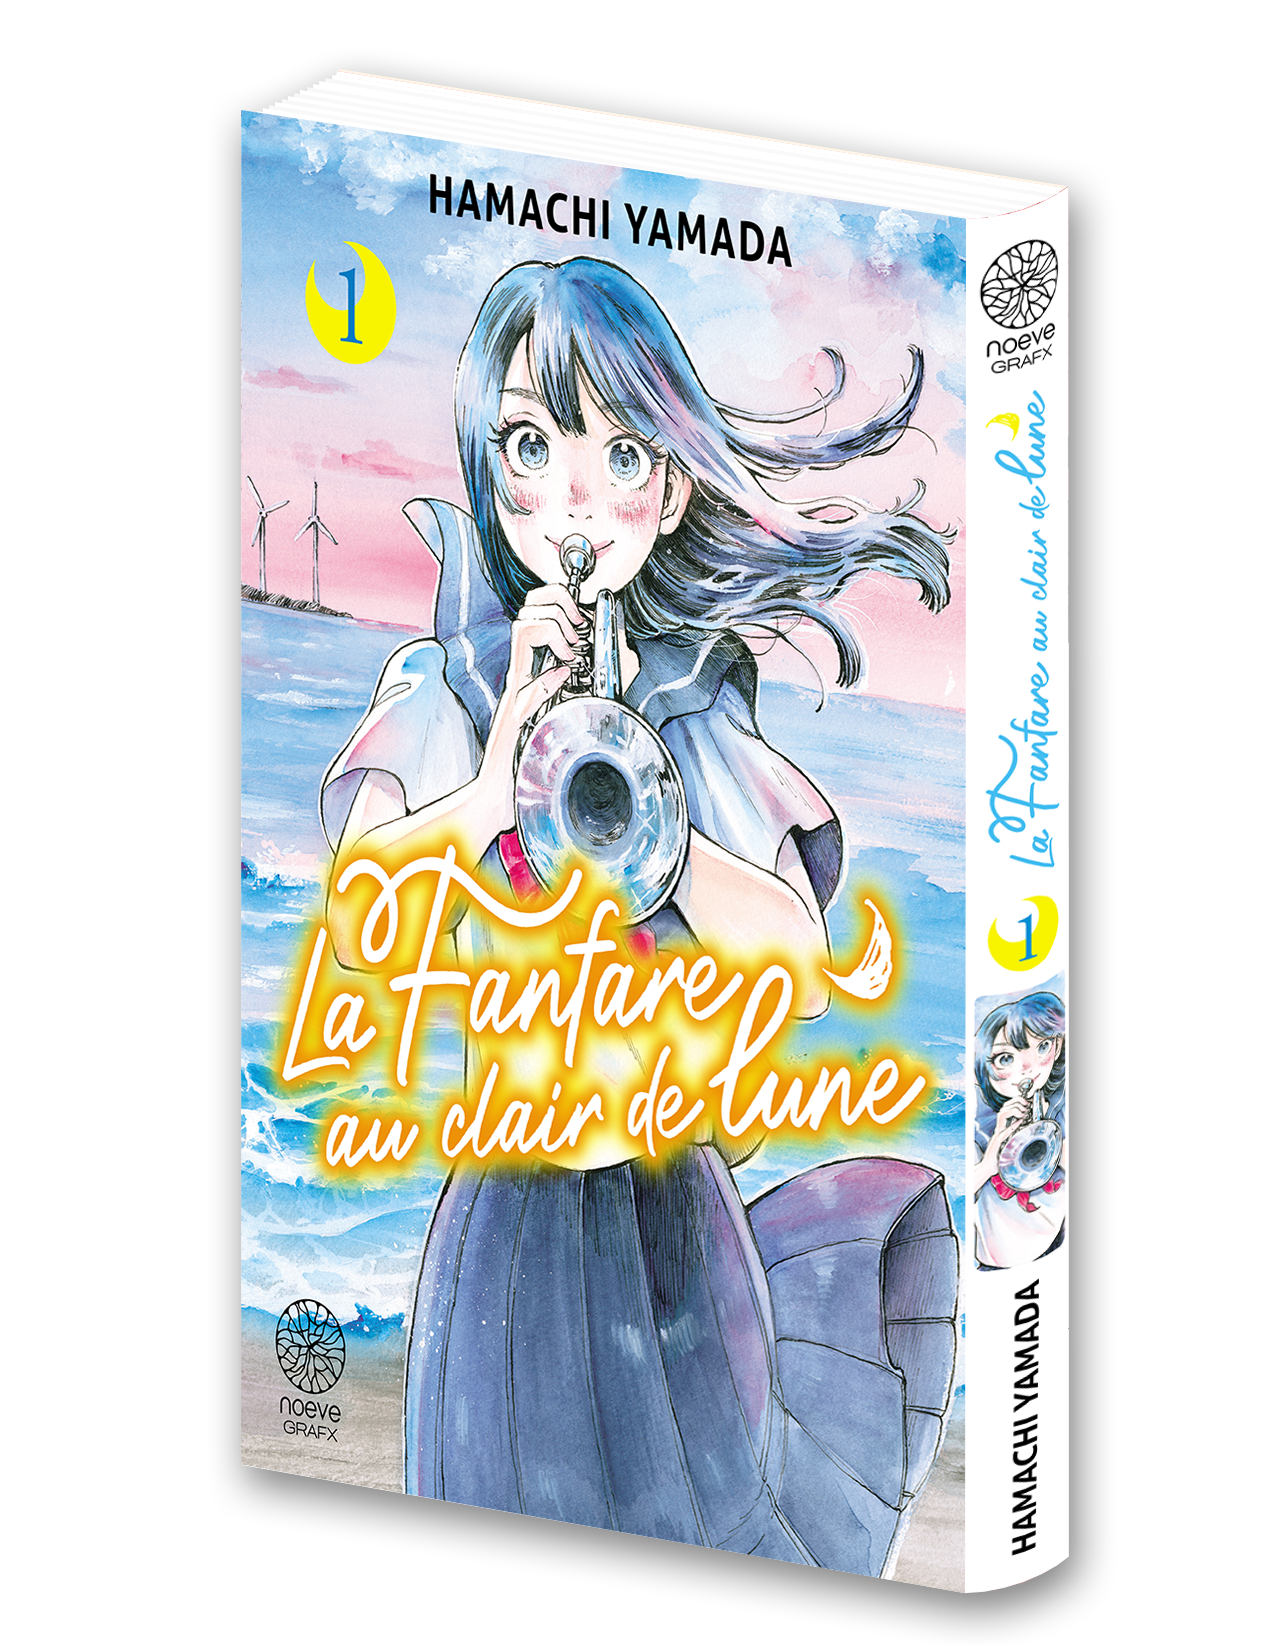 HAMACHI YAMADA
1
La Fanfare
au clair de lune
noeve
GRAFX
noeve
GRAFX
La Fanfare au clair de lune
1
HAMACHI YAMADA